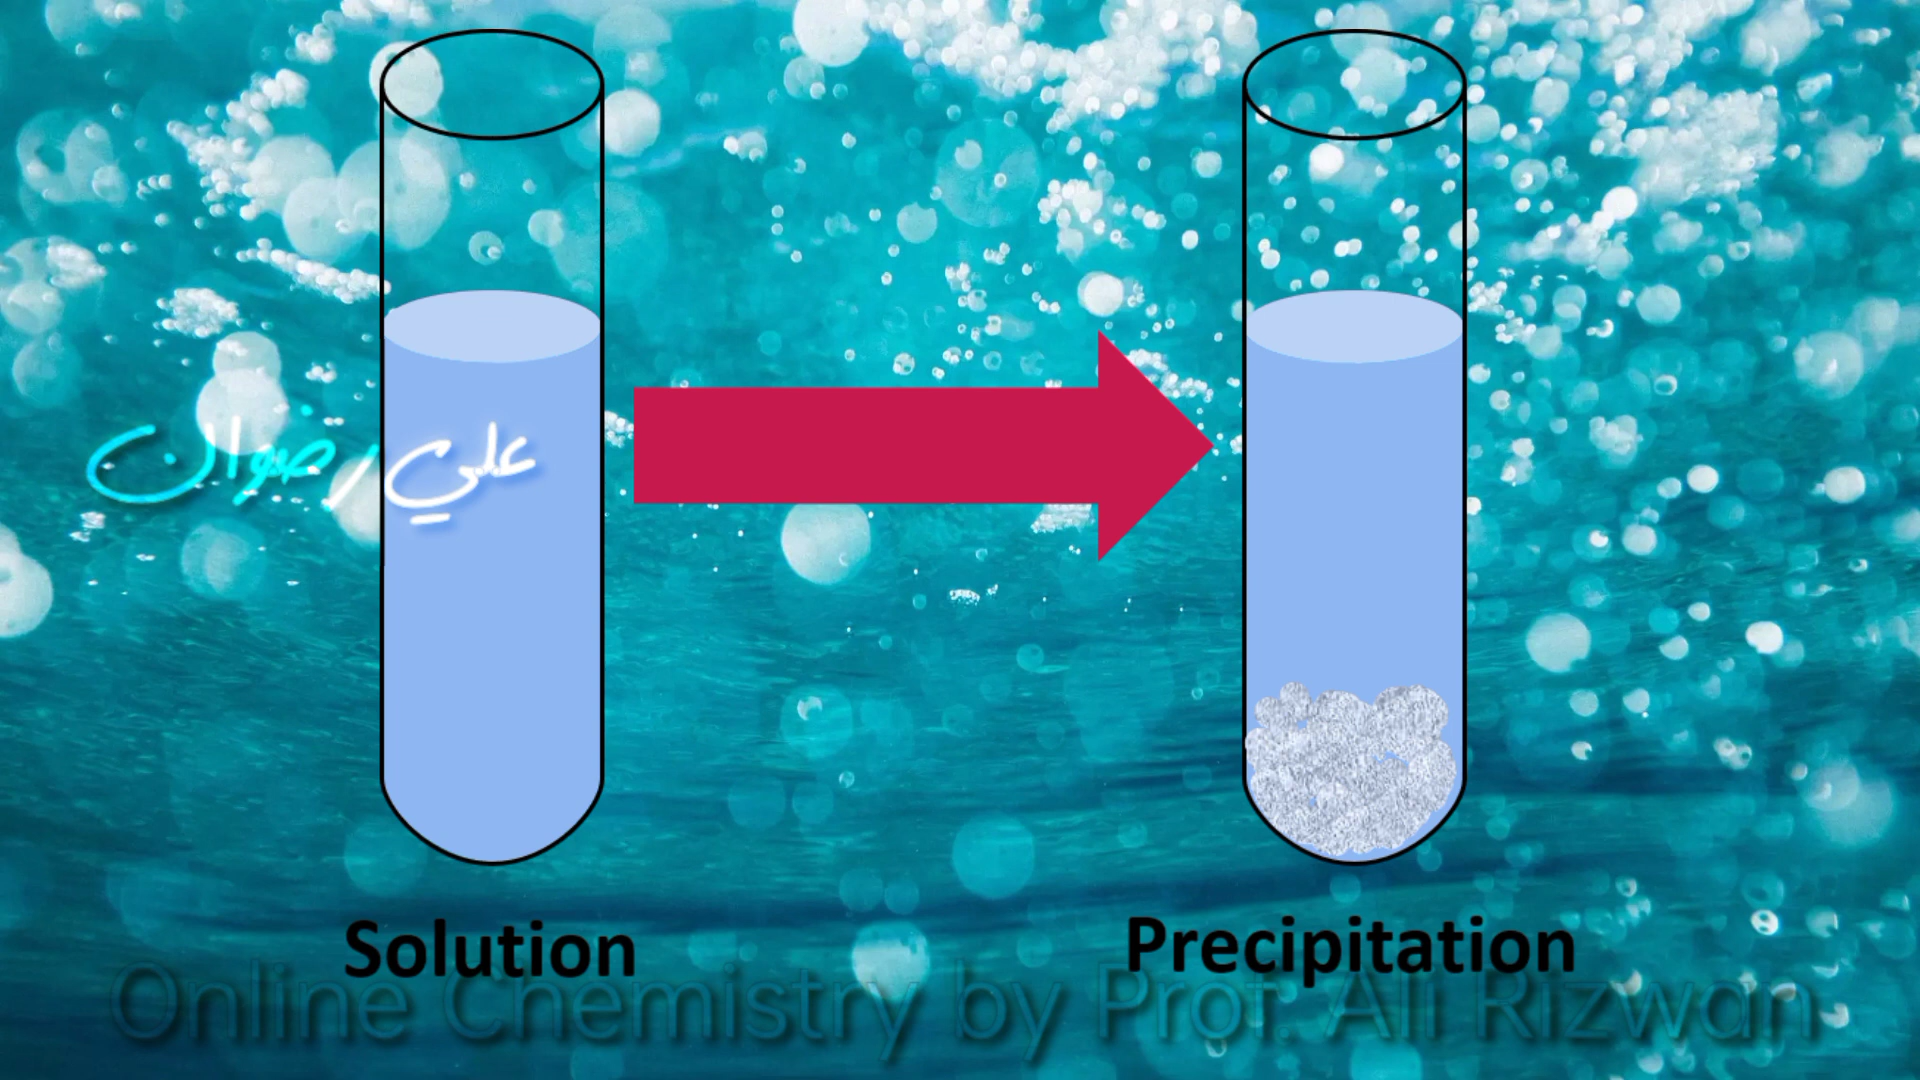 علي رضوان
Solution
Precipitation
Online Chemistry by Prof. Ali Rizwan